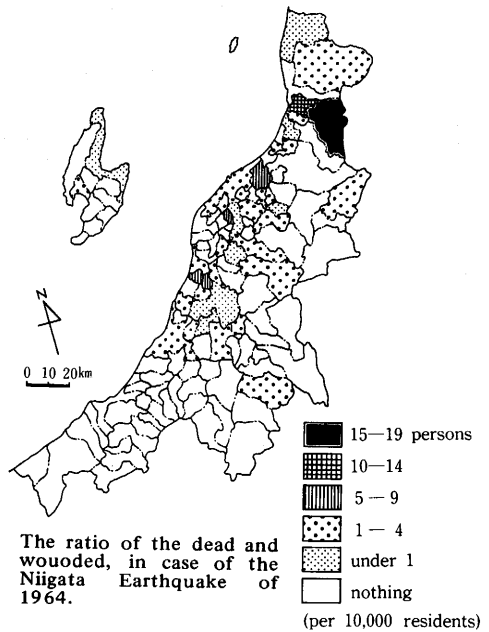 N
0 10 20km
15—19 persons
10—14
5 — 9
1 — 4
under 1
nothing
(per 10,000 residents)
The ratio of the dead and
wouoded, in case of the
Niigata Earthquake of
1964.